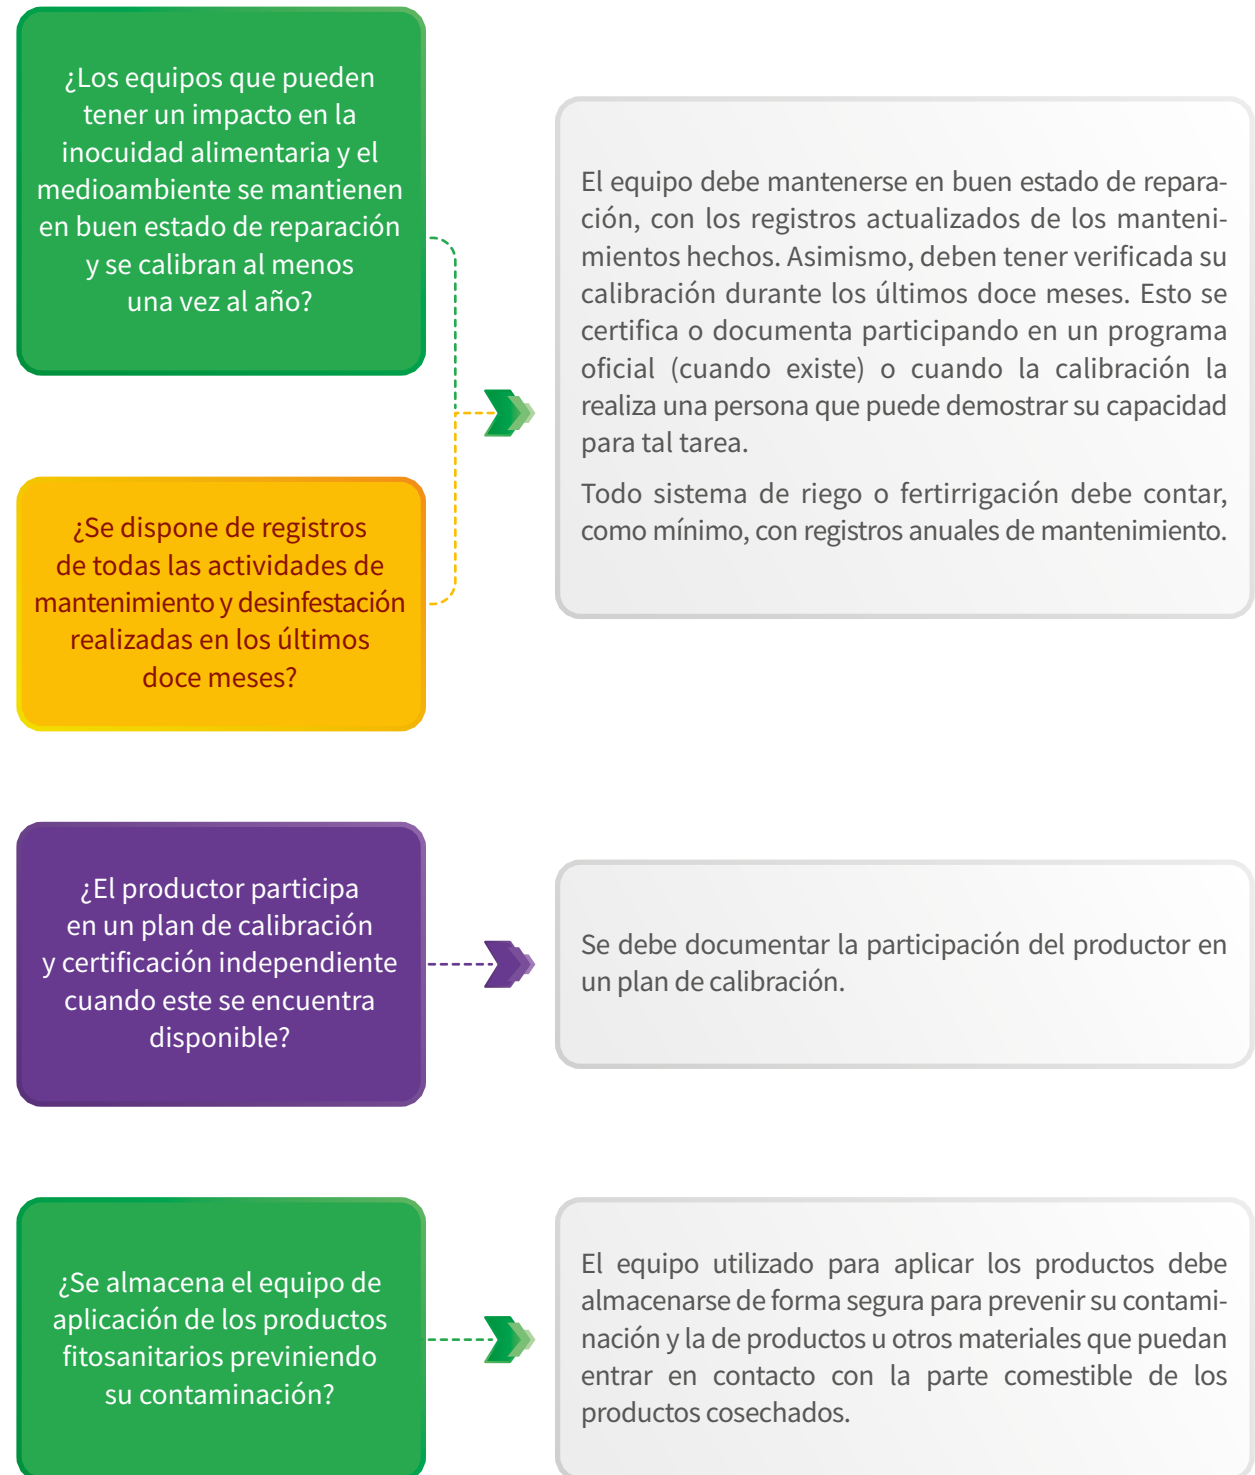 ¿Los equipos que pueden
tener un impacto en la
inocuidad alimentaria y el
medioambiente se mantienen
en buen estado de reparación
y se calibran al menos
una vez al año?
¿Se dispone de registros
de todas las actividades de
mantenimiento y desinfestación
realizadas en los últimos
doce meses?
El equipo debe mantenerse en buen estado de repara-
ción, con los registros actualizados de los manteni-
mientos hechos. Asimismo, deben tener verificada su
calibración durante los últimos doce meses. Esto se
certifica o documenta participando en un programa
oficial (cuando existe) o cuando la calibración la
realiza una persona que puede demostrar su capacidad
para tal tarea.
Todo sistema de riego o fertirrigación debe contar,
como mínimo, con registros anuales de mantenimiento.
¿El productor participa
en un plan de calibración
y certificación independiente
cuando este se encuentra
disponible?
Se debe documentar la participación del productor en
un plan de calibración.
¿Se almacena el equipo de
aplicación de los productos
fitosanitarios previniendo
su contaminación?
El equipo utilizado para aplicar los productos debe
almacenarse de forma segura para prevenir su contami-
nación y la de productos u otros materiales que puedan
entrar en contacto con la parte comestible de los
productos cosechados.